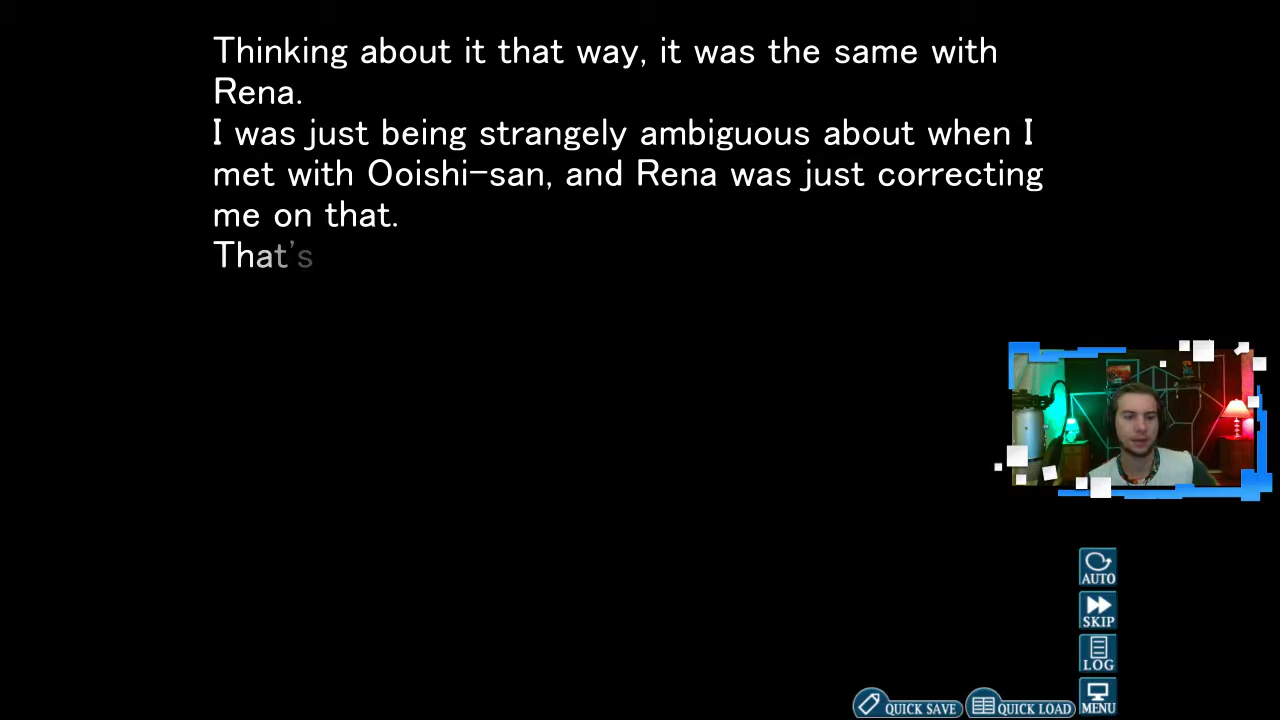 Thinking about it that way, it was the same with
Rena.
I was just being strangely ambiguous about when I
met with Ooishi-san, and Rena was just correcting
me on that.
That's
AUTO
SKIP
LOG
QUICK SAVE
QUICK LOAD
MENU